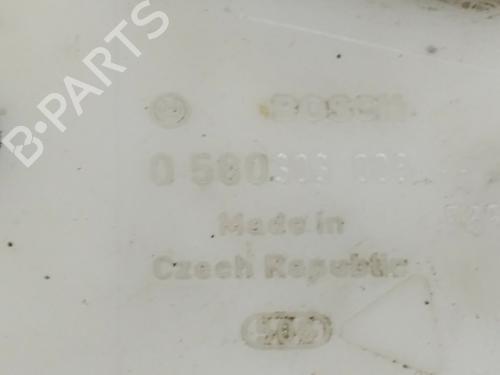 B-PARTS
BOSCH
0 580
Made in
Czech Republic